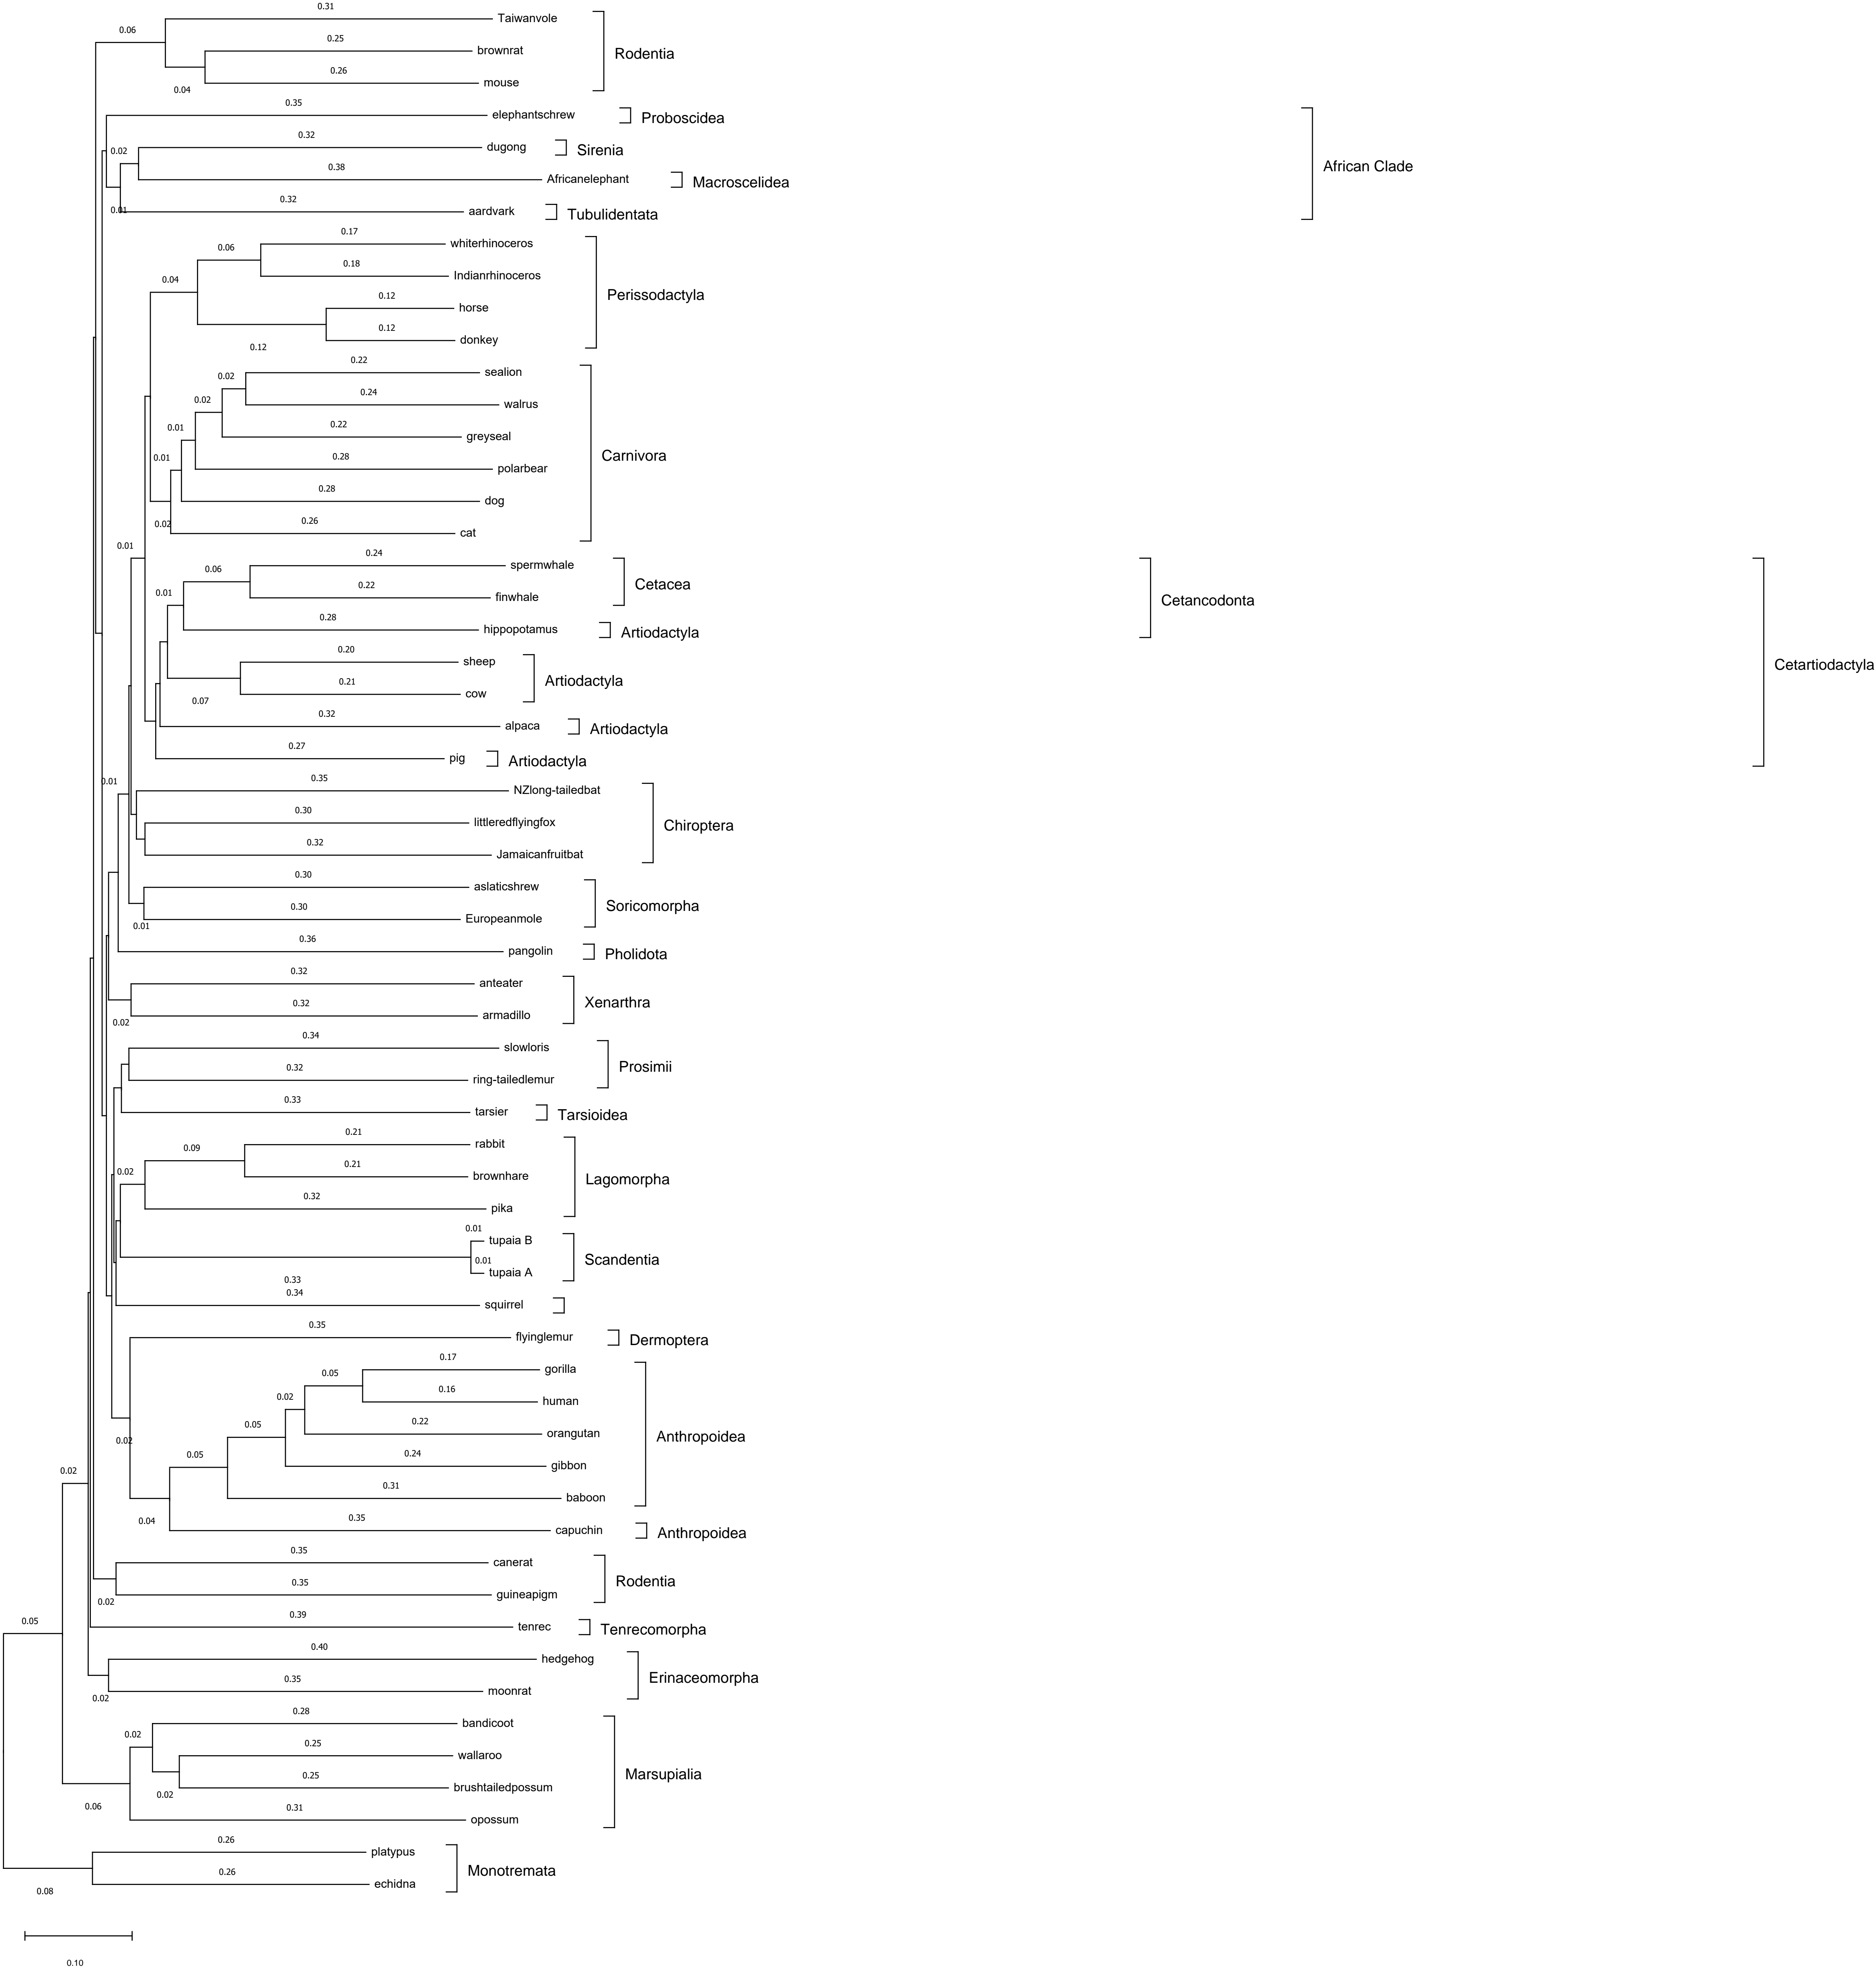 0.31
Taiwanvole
0.06
0.25
brownrat
Rodentia
0.26
mouse
0.04
0.35
elephantschrew
Proboscidea
0.32
dugong
Sirenia
0.02
African Clade
0.38
Africanelephant
Macroscelidea
0.32
aardvark
Tubulidentata
0.01
0.17
whiterhinoceros
0.06
0.18
Indianrhinoceros
0.04
Perissodactyla
0.12
horse
0.12
donkey
0.12
0.22
sealion
0.02
0.24
walrus
0.02
0.22
greyseal
0.01
Carnivora
0.28
polarbear
0.01
0.28
dog
0.26
cat
0.02
0.01
0.24
spermwhale
0.06
0.22
Cetacea
finwhale
0.01
Cetancodonta
0.28
hippopotamus
Artiodactyla
0.20
sheep
Cetartiodactyla
0.21
Artiodactyla
cow
0.07
0.32
alpaca
Artiodactyla
0.27
pig
Artiodactyla
0.01
0.35
NZlong-tailedbat
0.30
littleredflyingfox
Chiroptera
0.32
Jamaicanfruitbat
0.30
aslaticshrew
0.30
Soricomorpha
Europeanmole
0.01
0.36
pangolin
Pholidota
0.32
anteater
0.32
Xenarthra
armadillo
0.02
0.34
slowloris
0.32
Prosimii
ring-tailedlemur
0.33
tarsier
Tarsioidea
0.21
rabbit
0.09
0.21
brownhare
0.02
Lagomorpha
0.32
pika
0.01
tupaia B
0.01
Scandentia
tupaia A
0.33
0.34
squirrel
0.35
flyinglemur
Dermoptera
0.17
gorilla
0.05
0.16
human
0.02
0.22
orangutan
0.05
Anthropoidea
0.02
0.24
gibbon
0.05
0.31
baboon
0.02
0.35
capuchin
Anthropoidea
0.04
0.35
canerat
0.35
Rodentia
guineapigm
0.02
0.39
tenrec
Tenrecomorpha
0.05
0.40
hedgehog
0.35
Erinaceomorpha
moonrat
0.02
0.28
bandicoot
0.02
0.25
wallaroo
0.25
Marsupialia
brushtailedpossum
0.02
0.06
0.31
opossum
0.26
platypus
0.26
Monotremata
echidna
0.08
0.10